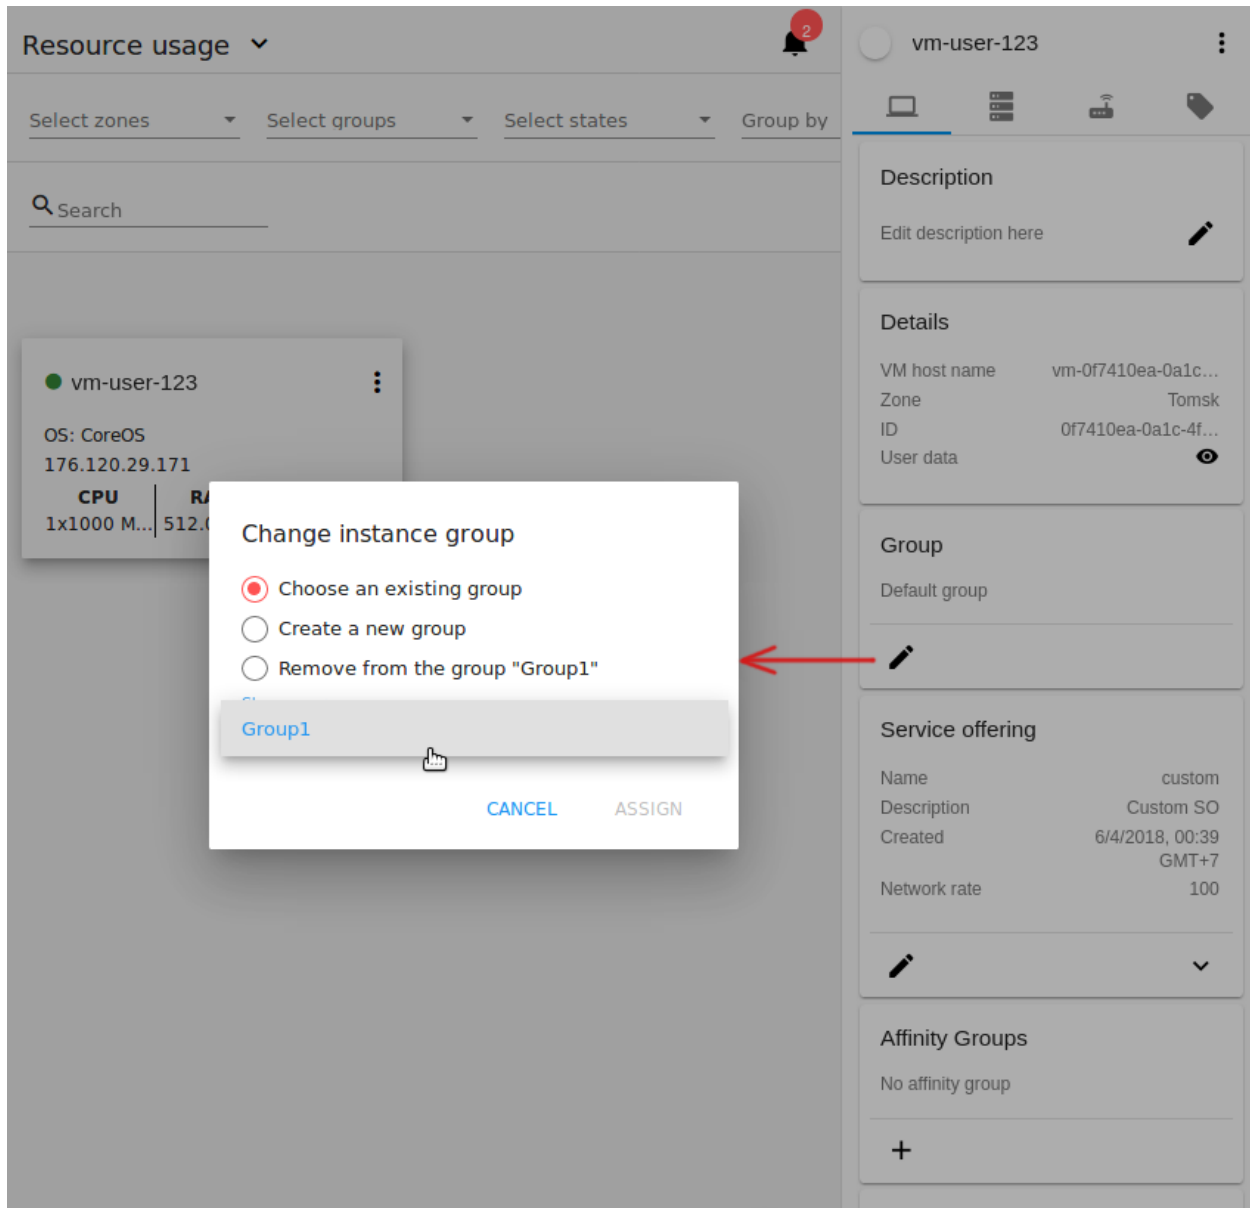 Resource usage
2
Select zones
Select groups
Select states
Group by
Search
vm-user-123
OS: CoreOS
176.120.29.171
CPU
1x1000 M...
512.
Change instance group
Choose an existing group
Create a new group
Remove from the group "Group1"
Group1
CANCEL ASSIGN
vm-user-123
Description
Edit description here
Details
VM host name vm-0f7410ea-0a1c...
Zone Tomsk
ID 0f7410ea-0a1c-4f...
User data
Group
Default group
Service offering
Name custom
Description Custom SO
Created 6/4/2018, 00:39
GMT+7
Network rate 100
Affinity Groups
No affinity group